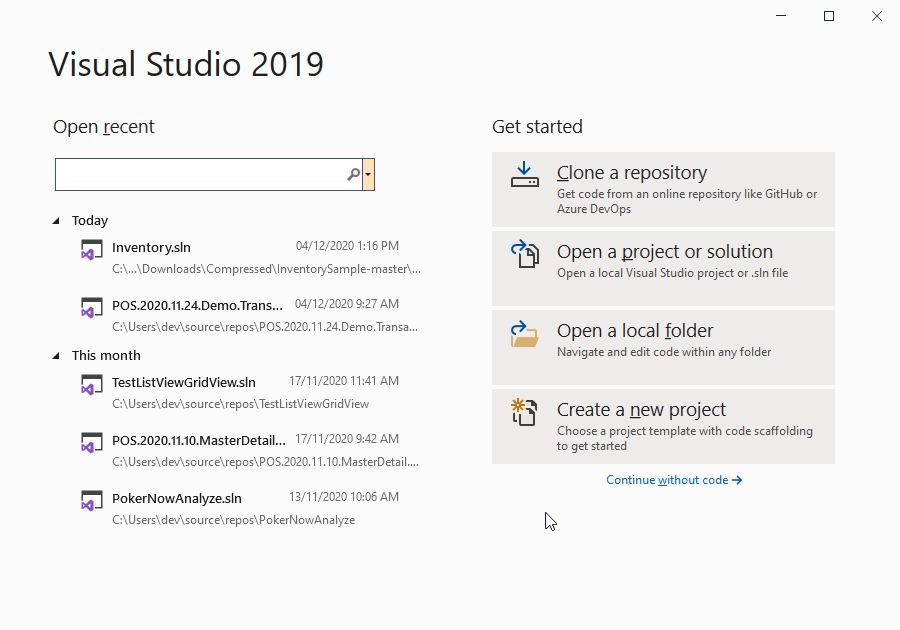 Visual Studio 2019
Open recent
Today
Inventory.sln 04/12/2020 1:16 PM
C:\...\Downloads\Compressed\InventorySample-master\...
POS.2020.11.24.Demo.Trans... 04/12/2020 9:27 AM
C:\Users\dev\source\repos\POS.2020.11.24.Demo.Transa...
This month
TestListViewGridView.sln 17/11/2020 11:41 AM
C:\Users\dev\source\repos\TestListViewGridView
POS.2020.11.10.MasterDetail... 17/11/2020 9:42 AM
C:\Users\dev\source\repos\POS.2020.11.10.MasterDetail....
PokerNowAnalyze.sln 13/11/2020 10:06 AM
C:\Users\dev\source\repos\PokerNowAnalyze
Get started
Clone a repository
Get code from an online repository like GitHub or
Azure DevOps
Open a project or solution
Open a local Visual Studio project or .sln file
Open a local folder
Navigate and edit code within any folder
Create a new project
Choose a project template with code scaffolding
to get started
Continue without code →